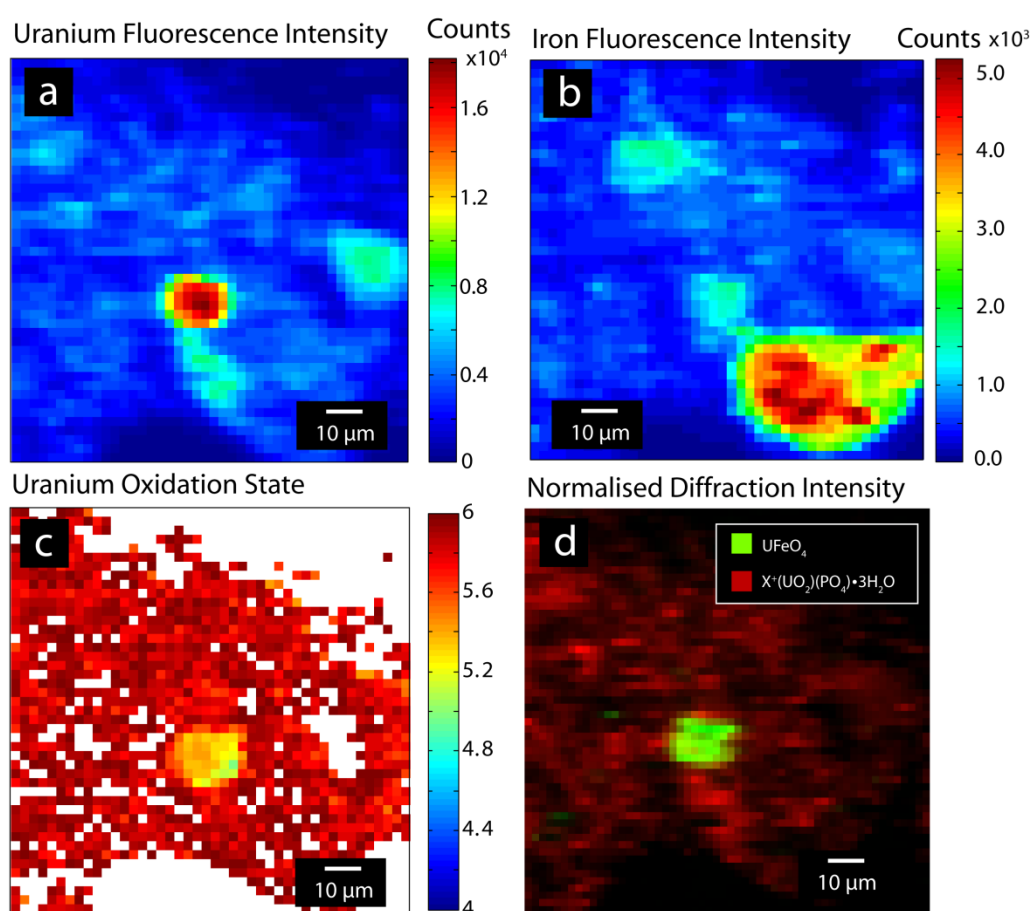 Uranium Fluorescence Intensity
Counts
x10⁴
a
1.6
1.2
0.8
0.4
0
10 µm
Iron Fluorescence Intensity
Counts x10³
b
5.0
4.0
3.0
2.0
1.0
0.0
10 µm
Uranium Oxidation State
c
6
5.6
5.2
4.8
4.4
4
10 µm
Normalised Diffraction Intensity
d
UFeO₄
X⁺(UO₂)(PO₄)•3H₂O
10 µm